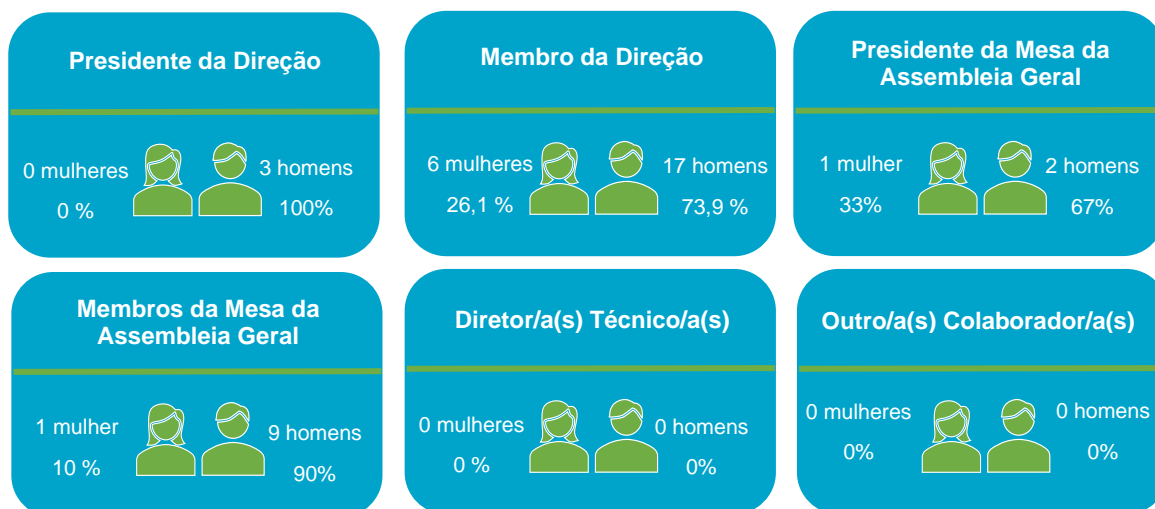 Presidente da Direção
0 mulheres
3 homens
0 %
100%
Membro da Direção
6 mulheres
17 homens
26,1 %
73,9 %
Presidente da Mesa da
Assembleia Geral
1 mulher
2 homens
33%
67%
Membros da Mesa da
Assembleia Geral
1 mulher
9 homens
10 %
90%
Diretor/a(s) Técnico/a(s)
0 mulheres
0 homens
0 %
0%
Outro/a(s) Colaborador/a(s)
0 mulheres
0 homens
0%
0%